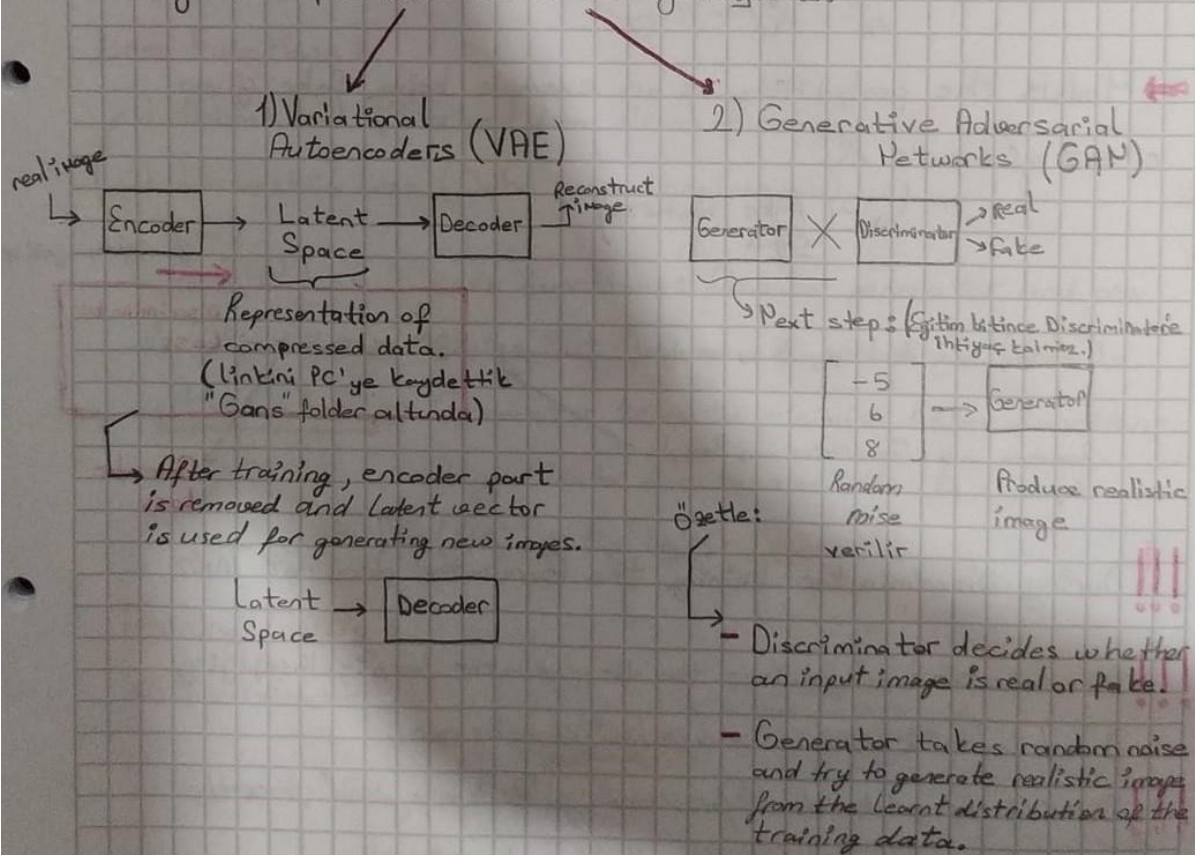 1) Variational
Autoencoders (VAE)
real image
Encoder
Latent
Space
Decoder
Reconstruct
image
Representation of
compressed data.
(linkini PC'ye kaydettik
"Gans" folder altında)
After training, encoder part
is removed and latent vector
is used for generating new images.
Latent
Space
Decoder
2) Generative Adversarial
Networks (GAN)
Generator
X
Discriminator
Real
Fake
Next step: (Eğitim bitince Discriminatöre
ihtiyaç kalmaz.)
-5
6
8
Generator
Random
noise
verilir
Produce realistic
image
Özetle:
!!!
- Discriminator decides whether
an input image is real or fake.
!!!
- Generator takes random noise
and try to generate realistic image
from the learnt distribution of the
training data.